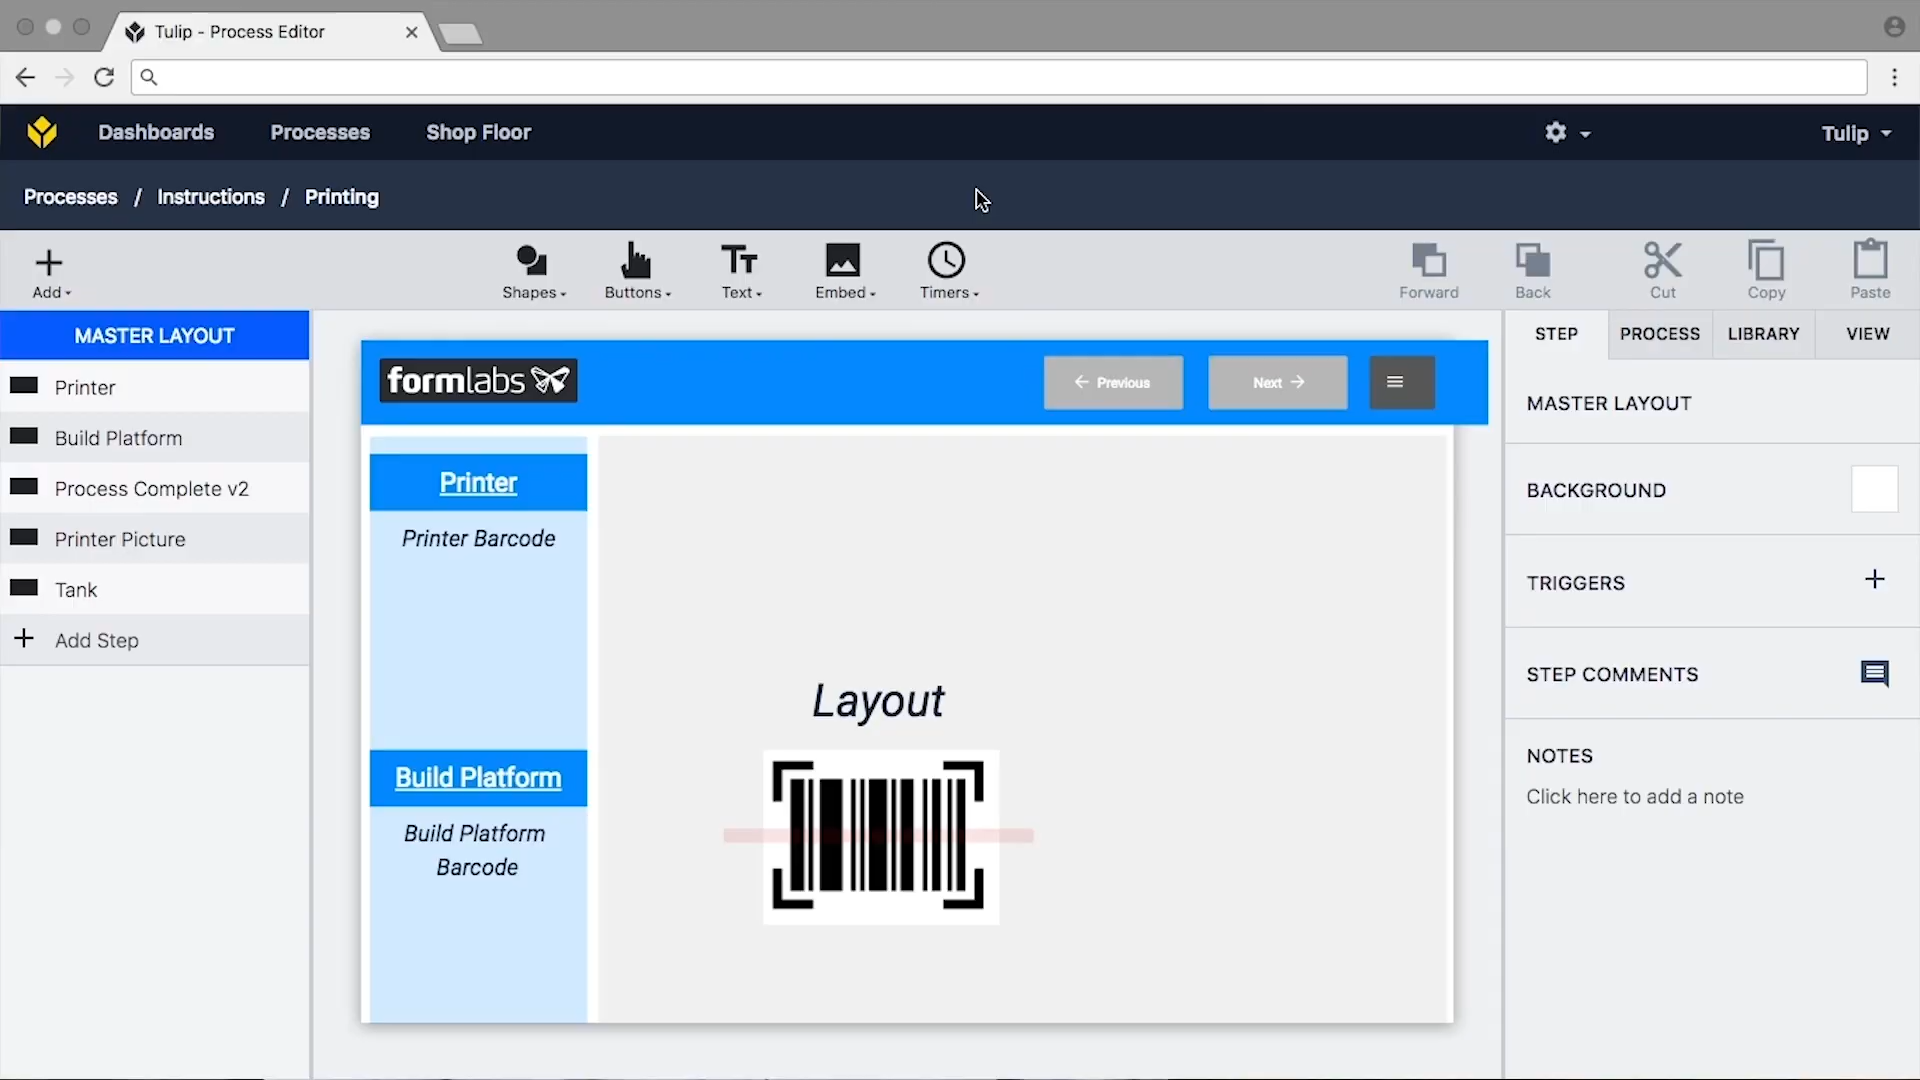 Tulip - Process Editor
Dashboards Processes Shop Floor Tulip
Processes / Instructions / Printing
Add Shapes Buttons Text Embed Timers Forward Back Cut Copy Paste
MASTER LAYOUT
Printer
Build Platform
Process Complete v2
Printer Picture
Tank
Add Step
formlabs
Previous
Next
Printer
Printer Barcode
Build Platform
Build Platform
Barcode
Layout
STEP PROCESS LIBRARY VIEW
MASTER LAYOUT
BACKGROUND
TRIGGERS
STEP COMMENTS
NOTES
Click here to add a note